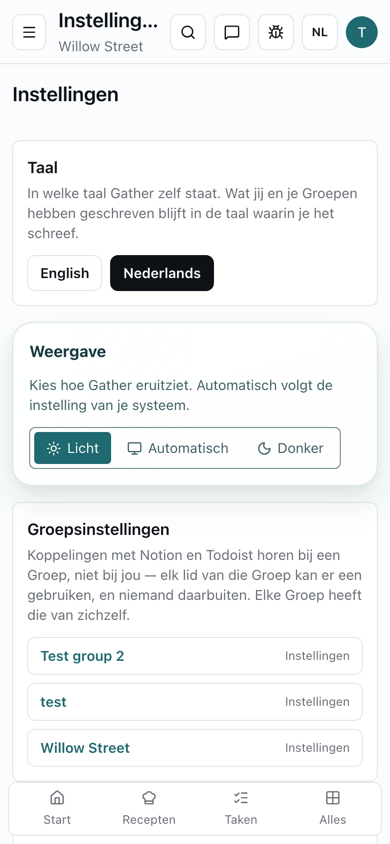 Instelling...
Willow Street
NL
T
Instellingen
Taal
In welke taal Gather zelf staat. Wat jij en je Groepen
hebben geschreven blijft in de taal waarin je het
schreef.
English
Nederlands
Weergave
Kies hoe Gather eruitziet. Automatisch volgt de
instelling van je systeem.
Licht
Automatisch
Donker
Groepsinstellingen
Koppelingen met Notion en Todoist horen bij een
Groep, niet bij jou — elk lid van die Groep kan er een
gebruiken, en niemand daarbuiten. Elke Groep heeft
die van zichzelf.
Test group 2 Instellingen
test Instellingen
Willow Street Instellingen
Start
Recepten
Taken
Alles